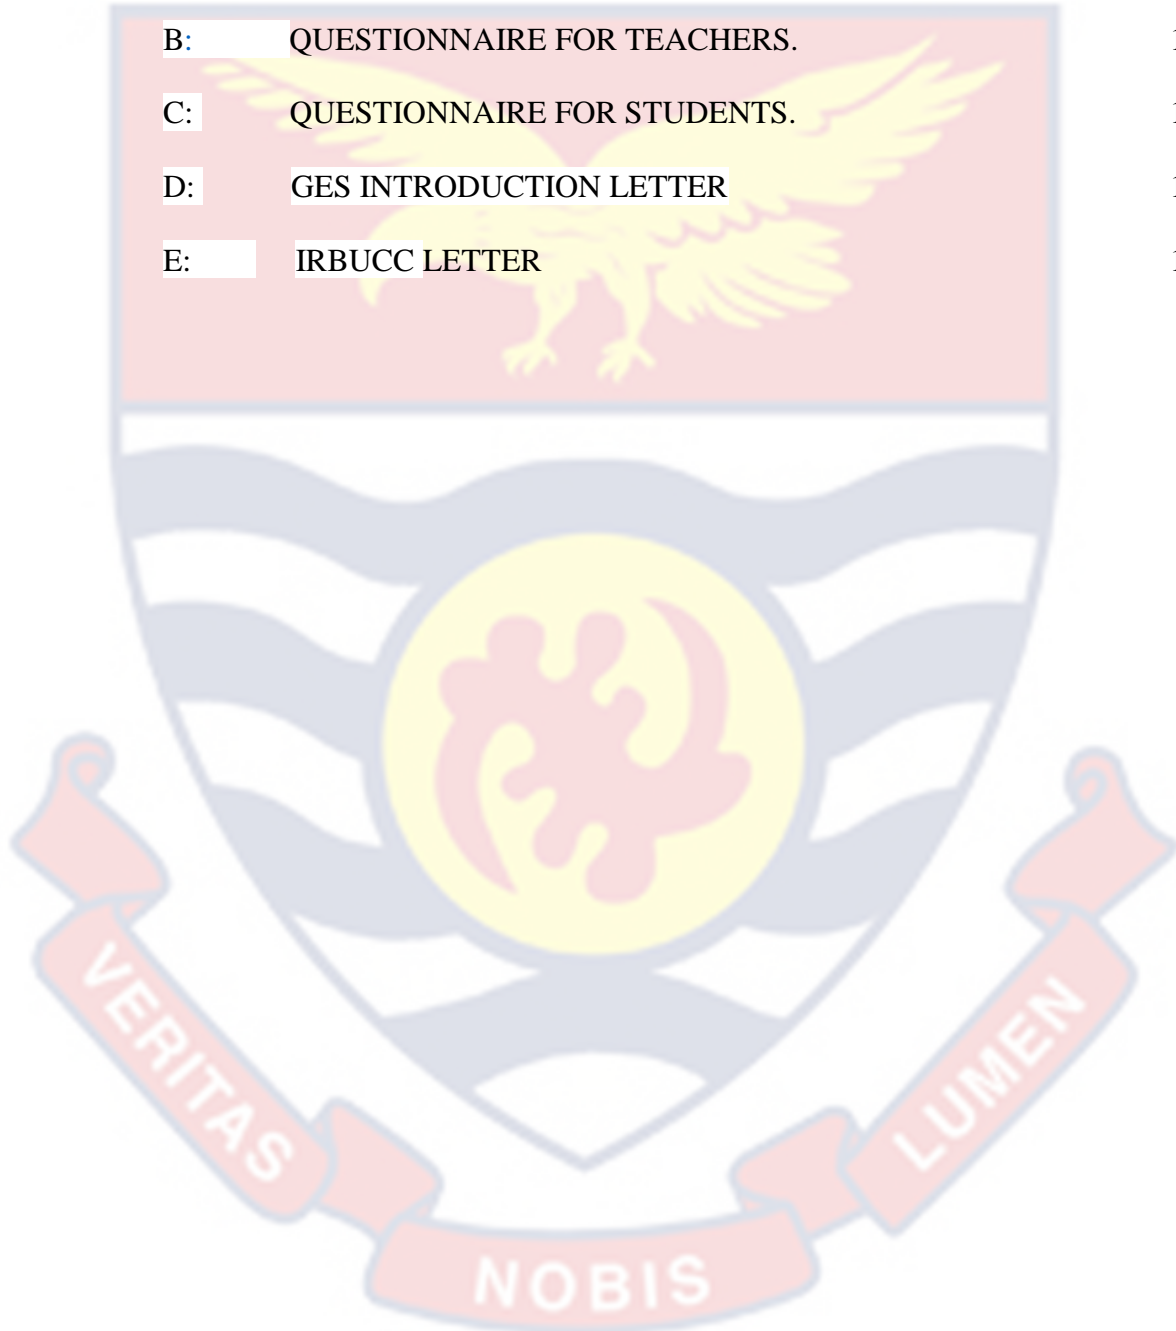 B: QUESTIONNAIRE FOR TEACHERS.
C: QUESTIONNAIRE FOR STUDENTS.
D: GES INTRODUCTION LETTER
E: IRBUCC LETTER
VERITAS
NOBIS
LUMEN